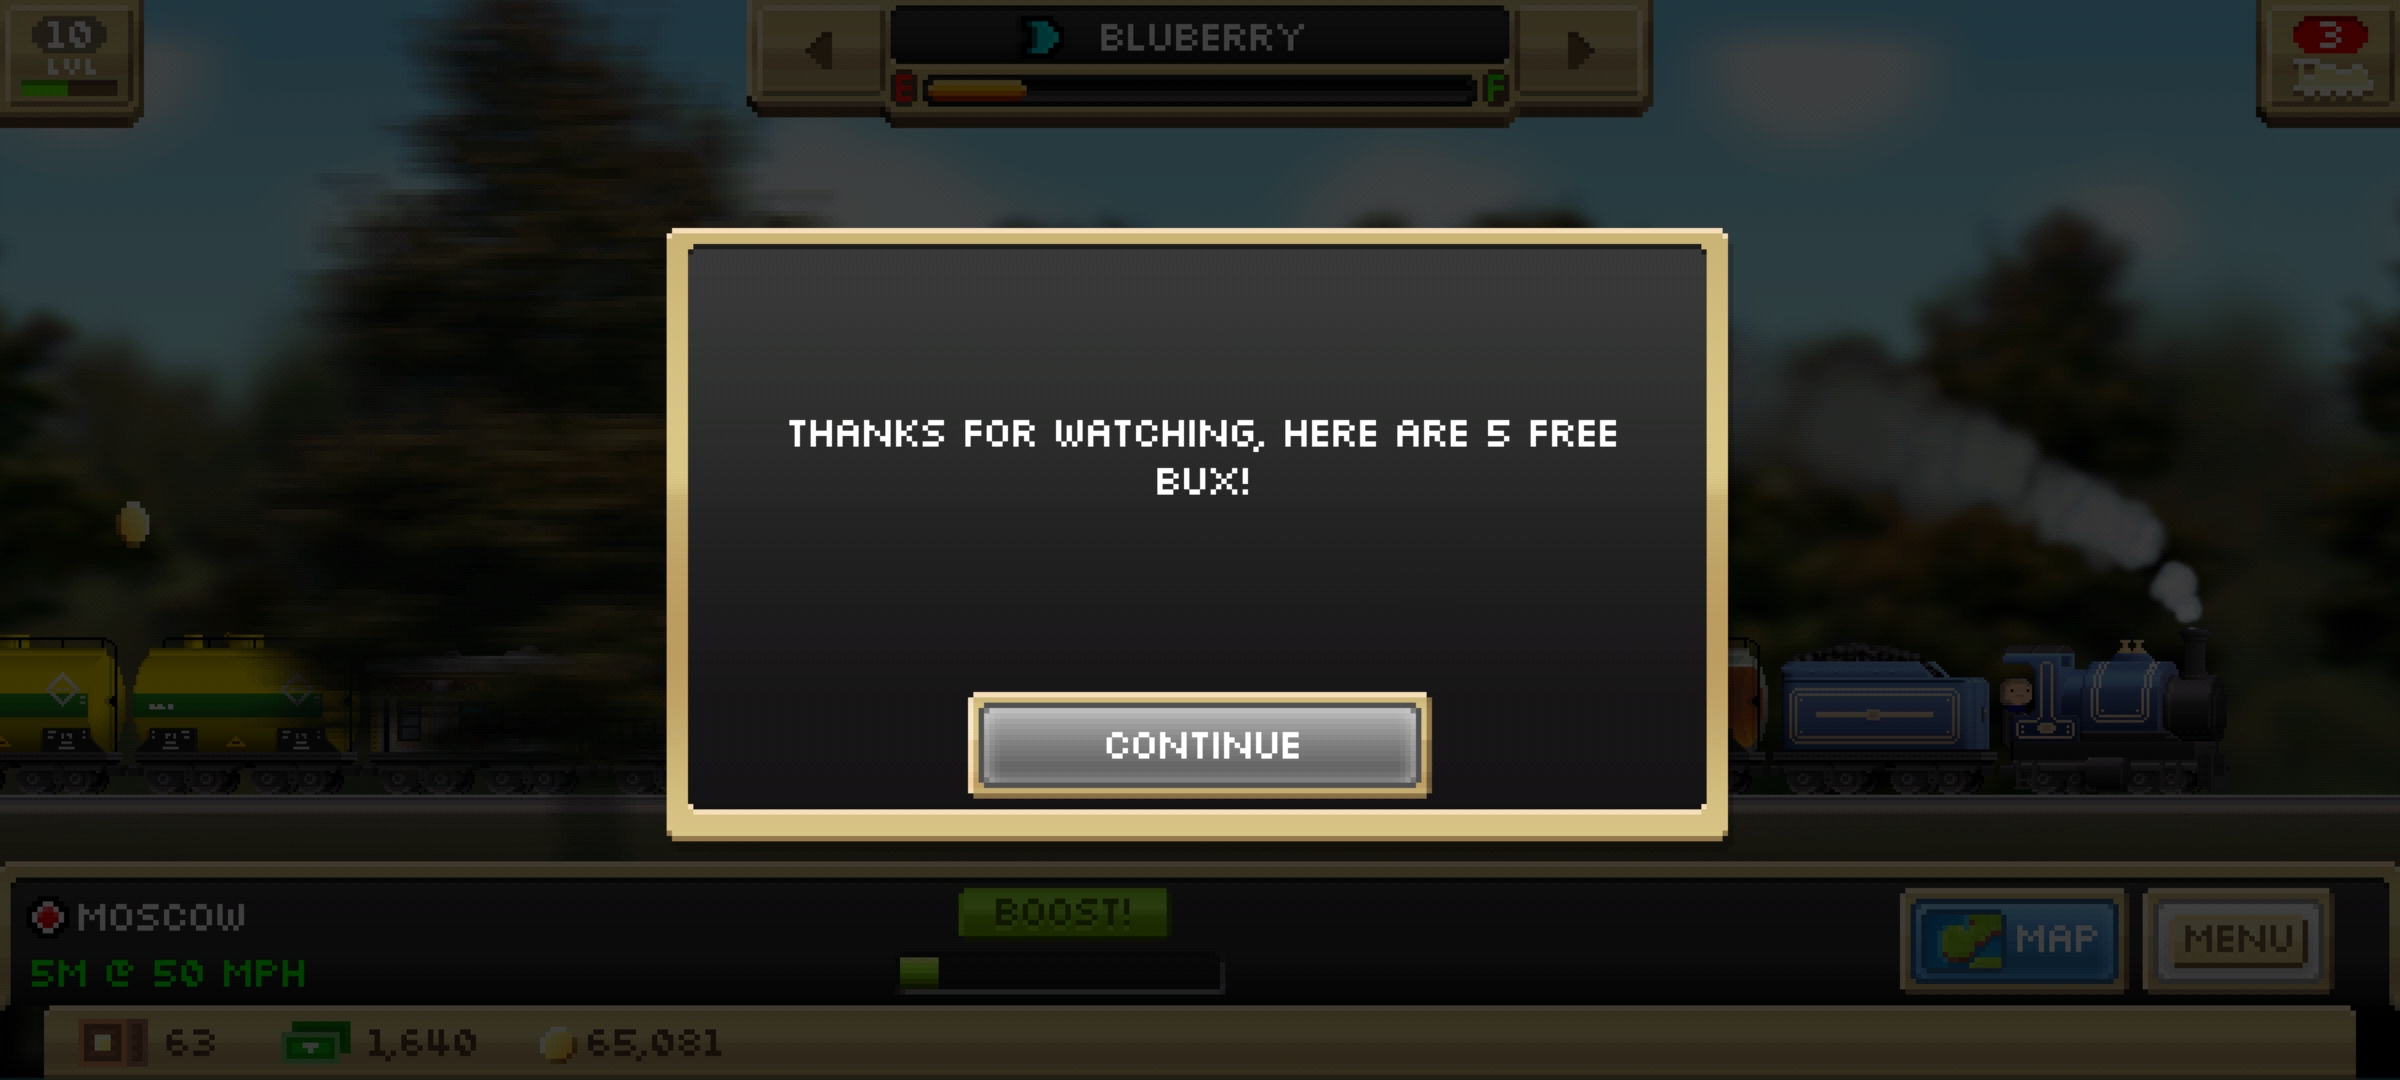 10
LVL
BLUBERRY
E
F
3
THANKS FOR WATCHING, HERE ARE 5 FREE
BUX!
CONTINUE
MOSCOW
5M @ 50 MPH
BOOST!
MAP
MENU
63
1,640
65,081